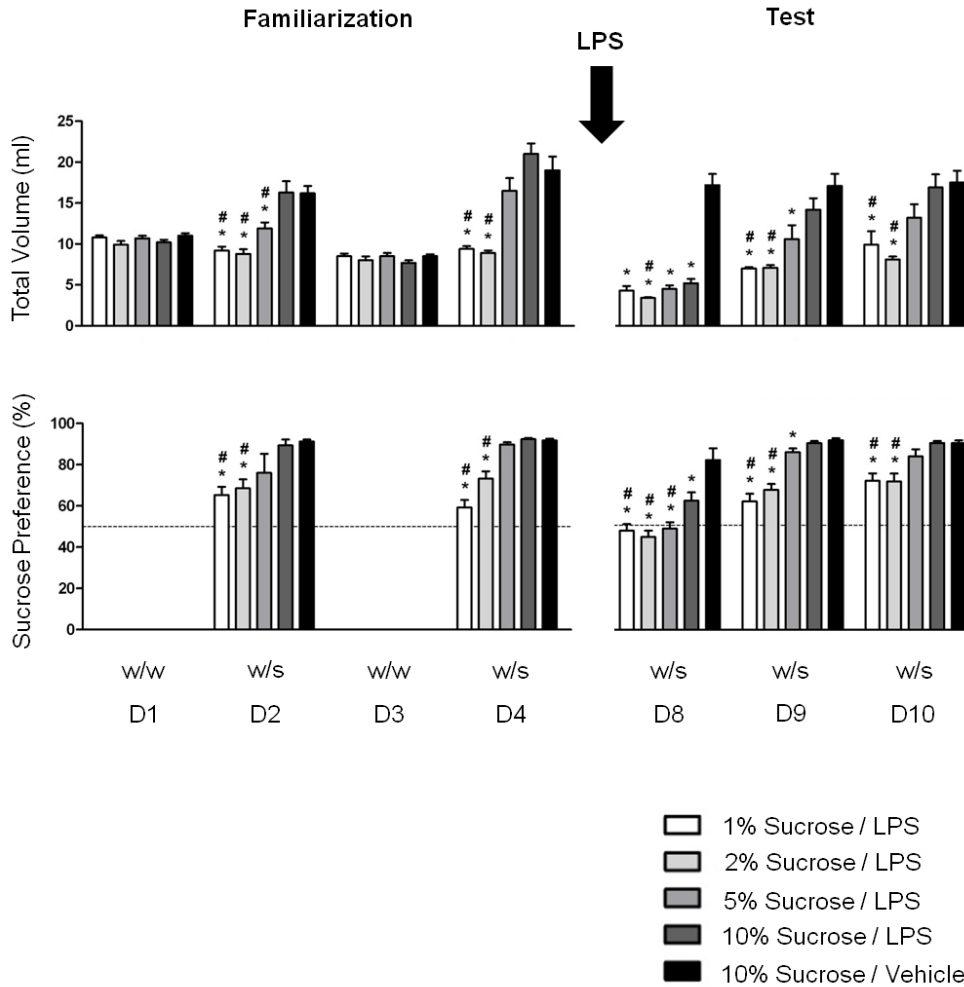 Familiarization
Test
LPS
Total Volume (ml)
25
20
15
10
5
0
# # #
* * *
# #
* *
#
* * * *
# #
* * *
# #
* *
Sucrose Preference (%)
100
80
60
40
20
0
# #
* *
# #
* *
# # #
* * * *
# #
* * *
# #
* *
w/w w/s w/w w/s w/s w/s w/s
D1 D2 D3 D4 D8 D9 D10
1% Sucrose / LPS
2% Sucrose / LPS
5% Sucrose / LPS
10% Sucrose / LPS
10% Sucrose / Vehicle